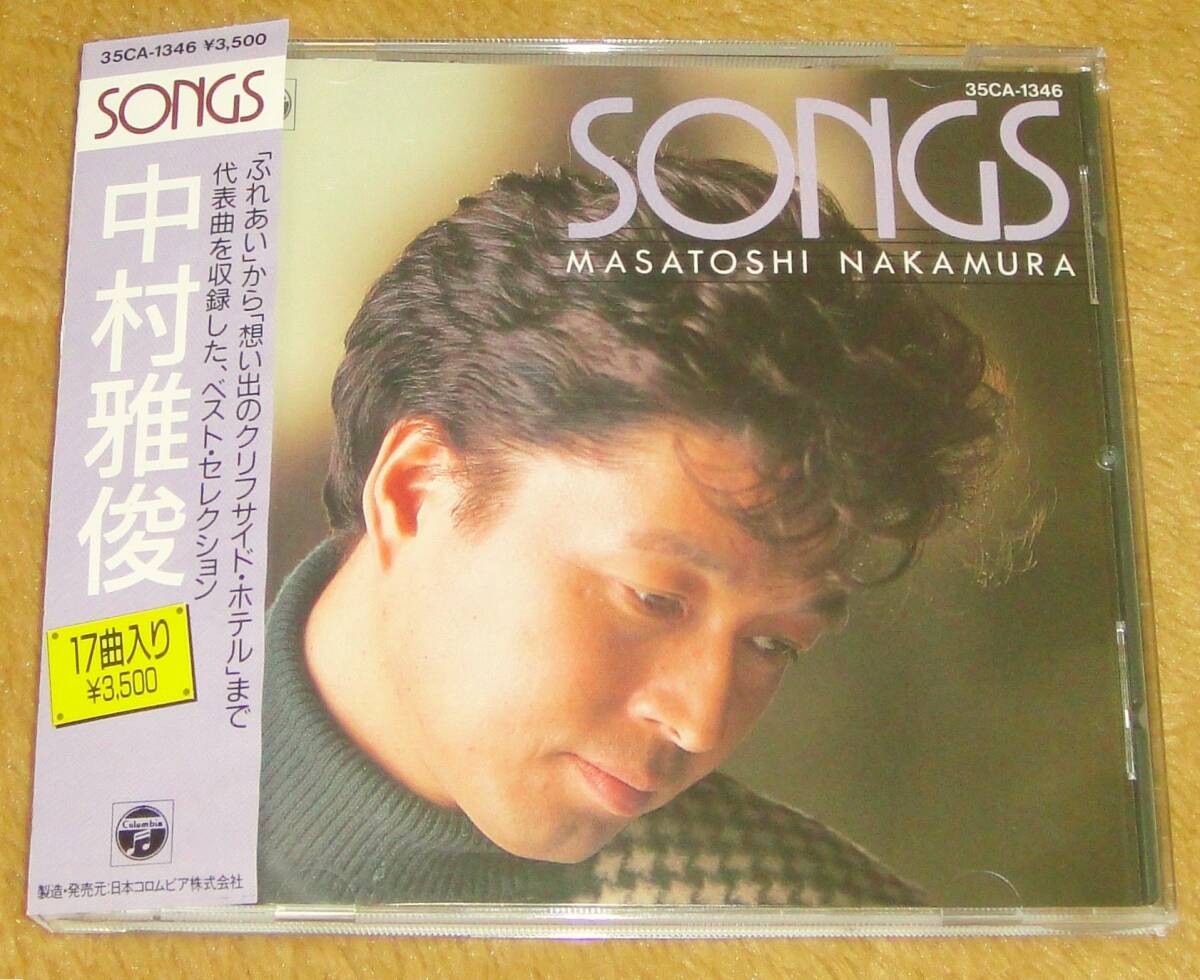 35CA-1346 ¥3,500
SONGS
「ふれあい」から「想い出のクリフサイド・ホテル」まで
代表曲を収録した、ベスト・セレクション
中村雅俊
17曲入り
¥3,500
Columbia
製造・発売元:日本コロムビア株式会社
35CA-1346
SONGS
MASATOSHI NAKAMURA